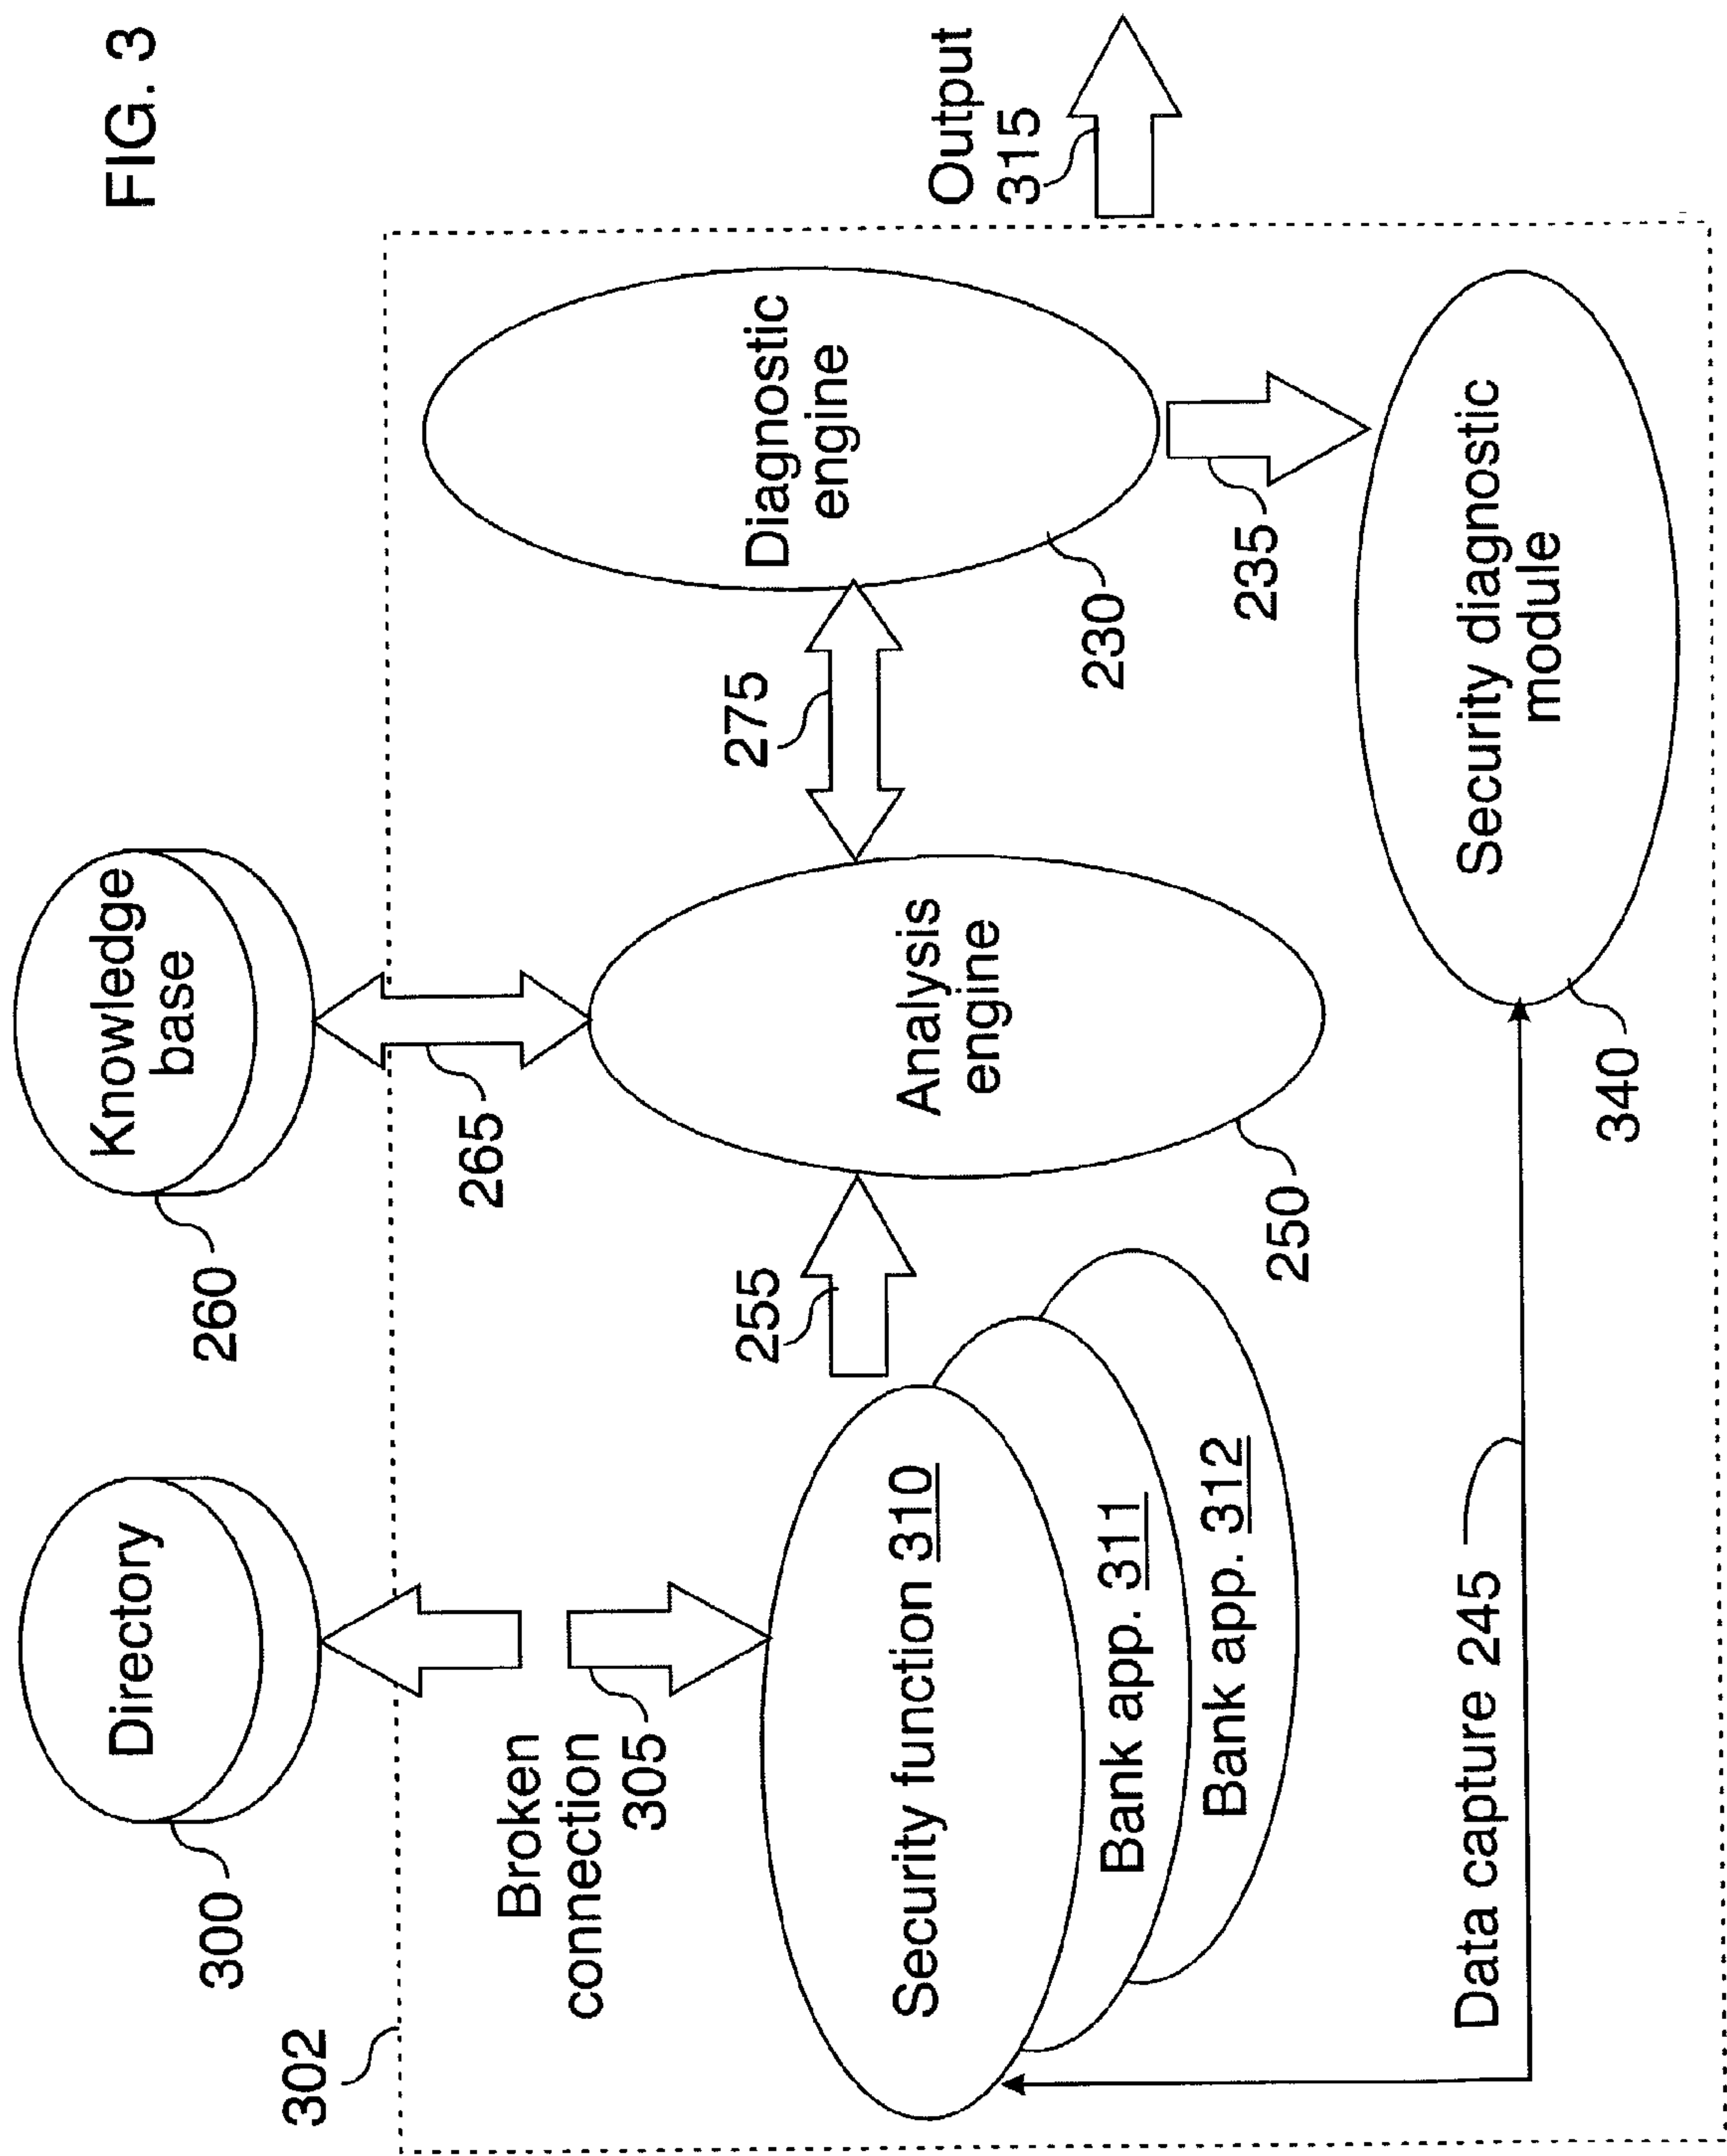 FIG. 3
302
300
Directory
260
Knowledge
base
Broken
connection
305
265
Output
315
255
275
Security function 310
Bank app. 311
Bank app. 312
Analysis
engine
250
Diagnostic
engine
230
235
Data capture 245
340
Security diagnostic
module